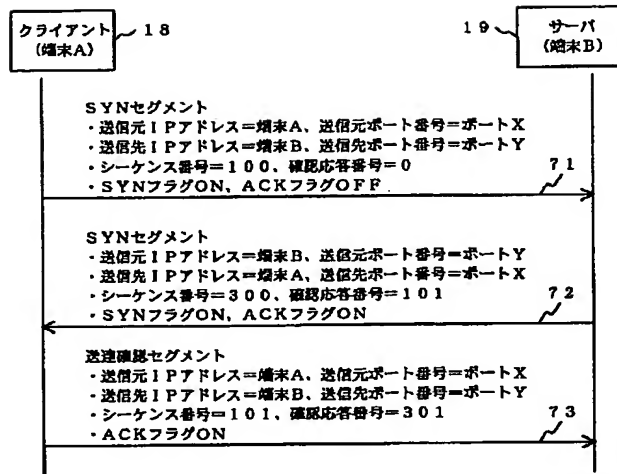 クライアント
(端末A)
18
19
サーバ
(端末B)
SYNセグメント
・送信元IPアドレス=端末A、送信元ポート番号=ポートX
・送信先IPアドレス=端末B、送信先ポート番号=ポートY
・シーケンス番号=100、確認応答番号=0
・SYNフラグON、ACKフラグOFF
71
SYNセグメント
・送信元IPアドレス=端末B、送信元ポート番号=ポートY
・送信先IPアドレス=端末A、送信先ポート番号=ポートX
・シーケンス番号=300、確認応答番号=101
・SYNフラグON、ACKフラグON
72
送達確認セグメント
・送信元IPアドレス=端末A、送信元ポート番号=ポートX
・送信先IPアドレス=端末B、送信先ポート番号=ポートY
・シーケンス番号=101、確認応答番号=301
・ACKフラグON
73